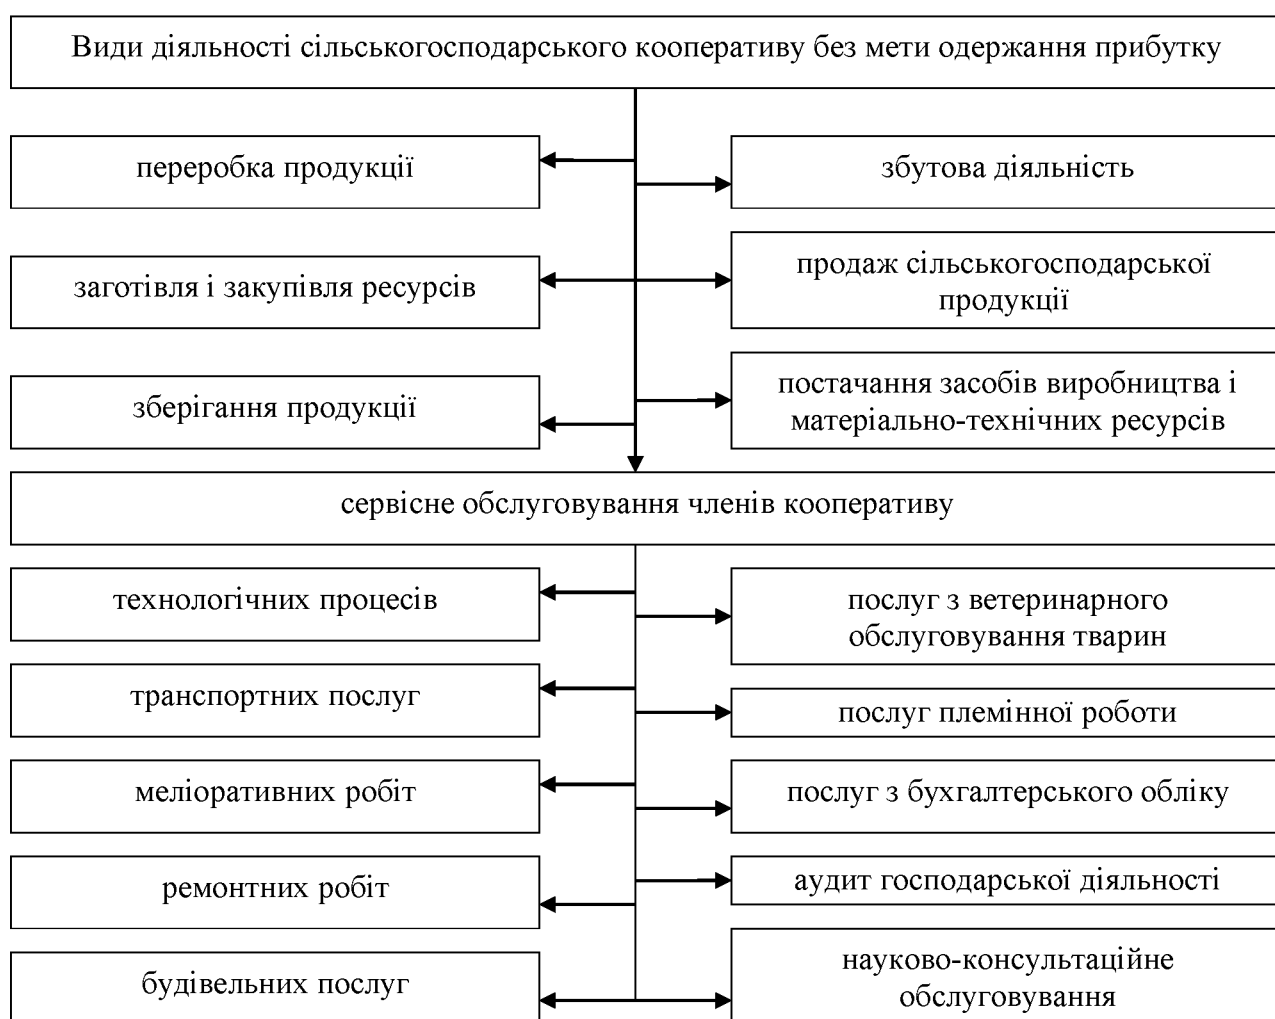 Види діяльності сільськогосподарського кооперативу без мети одержання прибутку
переробка продукції
збутова діяльність
заготівля і закупівля ресурсів
продаж сільськогосподарської
продукції
зберігання продукції
постачання засобів виробництва і
матеріально-технічних ресурсів
сервісне обслуговування членів кооперативу
технологічних процесів
послуг з ветеринарного
обслуговування тварин
транспортних послуг
послуг племінної роботи
меліоративних робіт
послуг з бухгалтерського обліку
ремонтних робіт
аудит господарської діяльності
будівельних послуг
науково-консультаційне
обслуговування